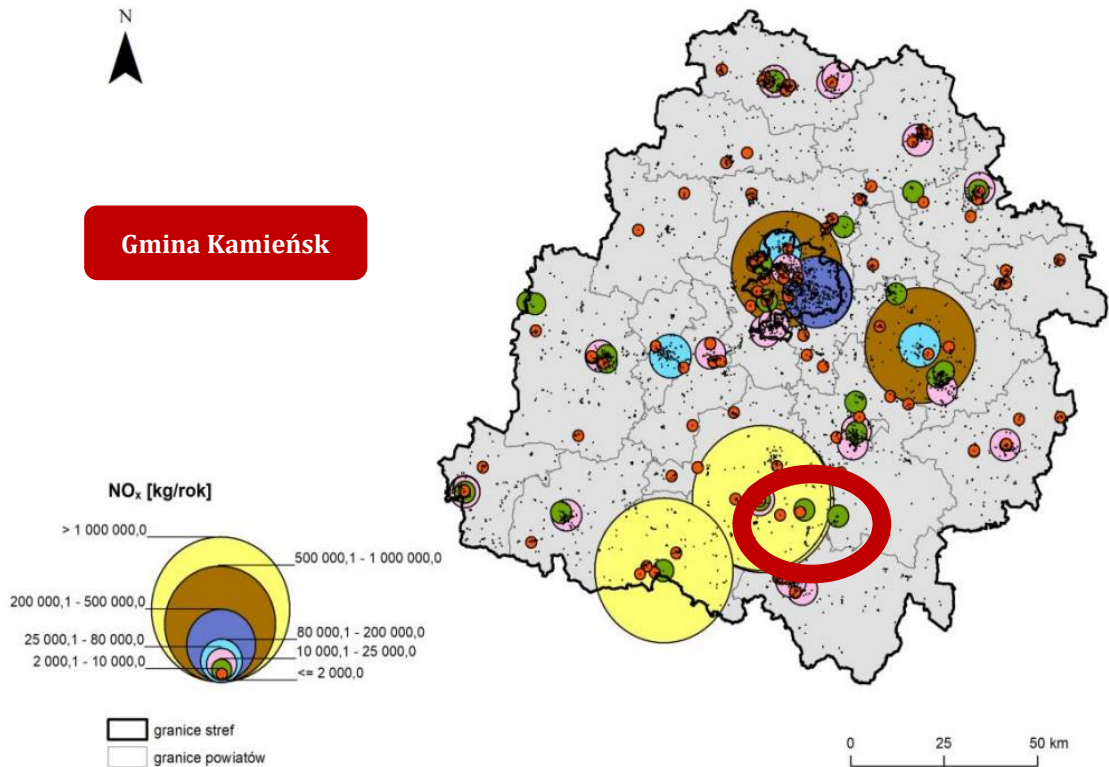 N
Gmina Kamieńsk
NOₓ [kg/rok]
> 1 000 000,0
500 000,1 - 1 000 000,0
200 000,1 - 500 000,0
80 000,1 - 200 000,0
25 000,1 - 80 000,0
10 000,1 - 25 000,0
2 000,1 - 10 000,0
<= 2 000,0
granice stref
granice powiatów
0 25 50 km